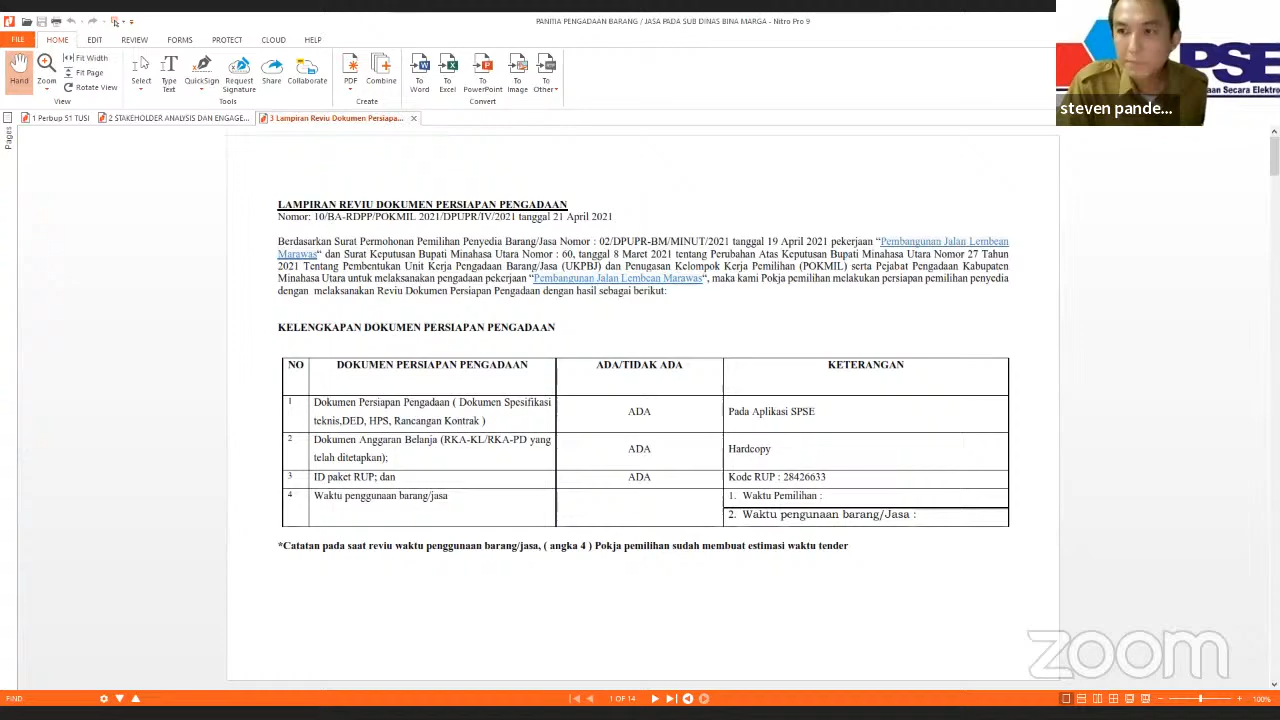 PANITIA PENGADAAN BARANG / JASA PADA SUB DINAS BINA MARGA - Nitro Pro 9
FILE HOME EDIT REVIEW FORMS PROTECT CLOUD HELP
Hand
Zoom
Fit Width
Fit Page
Rotate View
View
Select
Type Text
QuickSign
Request Signature
Share
Collaborate
Tools
PDF
Combine
Create
To Word
To Excel
To PowerPoint
To Image
To Other
Convert
PSE
aan Secara Elektro
steven pande...
1 Perbup 51 TUSI
2 STAKEHOLDER ANALYSIS DAN ENGAGE...
3 Lampiran Reviu Dokumen Persiapa...
Pages
LAMPIRAN REVIU DOKUMEN PERSIAPAN PENGADAAN
Nomor: 10/BA-RDPP/POKMIL 2021/DPUPR/IV/2021 tanggal 21 April 2021
Berdasarkan Surat Permohonan Pemilihan Penyedia Barang/Jasa Nomor : 02/DPUPR-BM/MINUT/2021 tanggal 19 April 2021 pekerjaan “Pembangunan Jalan Lembean
Marawas“ dan Surat Keputusan Bupati Minahasa Utara Nomor : 60, tanggal 8 Maret 2021 tentang Perubahan Atas Keputusan Bupati Minahasa Utara Nomor 27 Tahun
2021 Tentang Pembentukan Unit Kerja Pengadaan Barang/Jasa (UKPBJ) dan Penugasan Kelompok Kerja Pemilihan (POKMIL) serta Pejabat Pengadaan Kabupaten
Minahasa Utara untuk melaksanakan pengadaan pekerjaan “Pembangunan Jalan Lembean Marawas“, maka kami Pokja pemilihan melakukan persiapan pemilihan penyedia
dengan melaksanakan Reviu Dokumen Persiapan Pengadaan dengan hasil sebagai berikut:
KELENGKAPAN DOKUMEN PERSIAPAN PENGADAAN
NO DOKUMEN PERSIAPAN PENGADAAN ADA/TIDAK ADA KETERANGAN
1 Dokumen Persiapan Pengadaan ( Dokumen Spesifikasi
teknis,DED, HPS, Rancangan Kontrak )
ADA
Pada Aplikasi SPSE
2 Dokumen Anggaran Belanja (RKA-KL/RKA-PD yang
telah ditetapkan);
ADA
Hardcopy
3 ID paket RUP; dan ADA Kode RUP : 28426633
4 Waktu penggunaan barang/jasa 1. Waktu Pemilihan :
2. Waktu pengunaan barang/Jasa :
*Catatan pada saat reviu waktu penggunaan barang/jasa, ( angka 4 ) Pokja pemilihan sudah membuat estimasi waktu tender
zoom
FIND
1 OF 14
100%